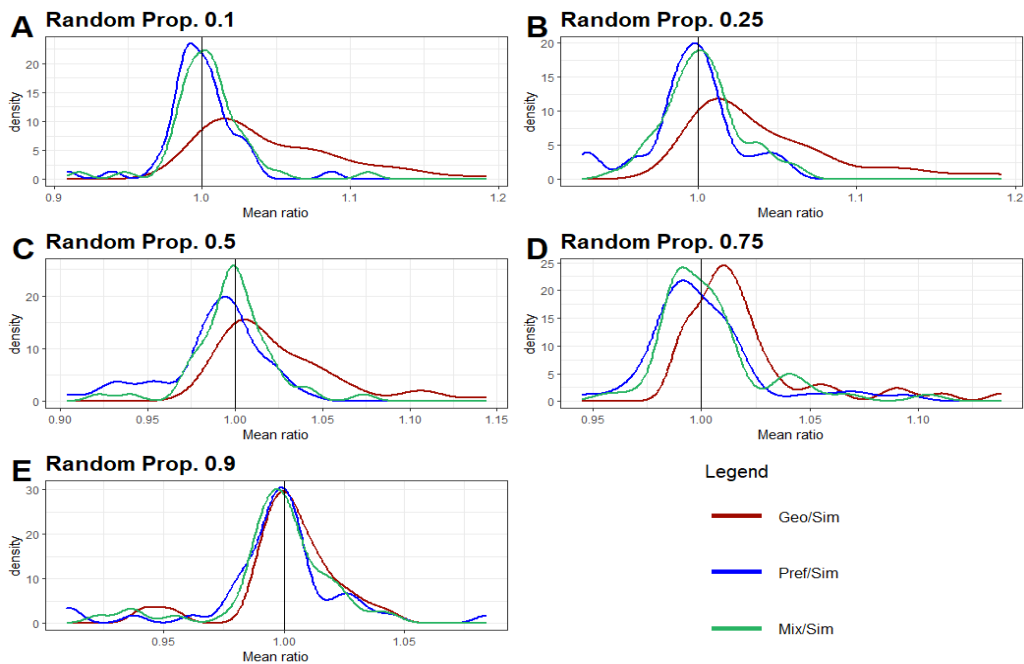 A Random Prop. 0.1
density
20
15
10
5
0
0.9 1.0 1.1 1.2
Mean ratio
B Random Prop. 0.25
density
20
15
10
5
0
0.9 1.0 1.1 1.2
Mean ratio
C Random Prop. 0.5
density
20
10
0
0.90 0.95 1.00 1.05 1.10 1.15
Mean ratio
D Random Prop. 0.75
density
25
20
15
10
5
0
0.95 1.00 1.05 1.10
Mean ratio
E Random Prop. 0.9
density
30
20
10
0
0.95 1.00 1.05
Mean ratio
Legend
Geo/Sim
Pref/Sim
Mix/Sim